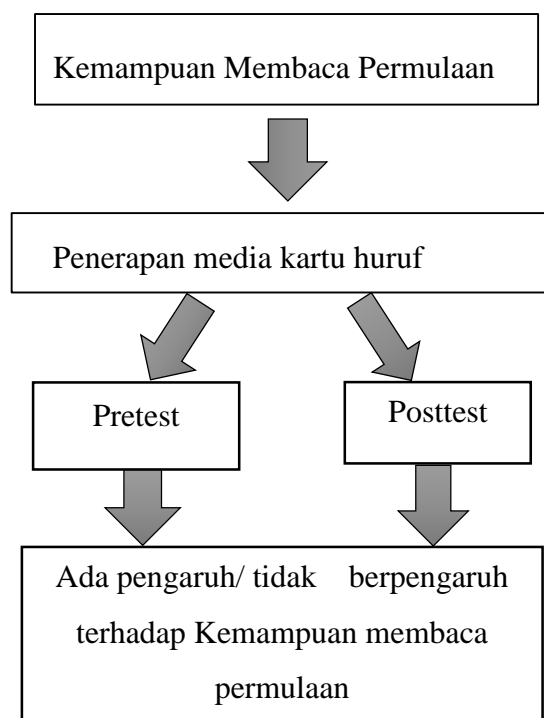 Kemampuan Membaca Permulaan
Penerapan media kartu huruf
Pretest
Posttest
Ada pengaruh/ tidak berpengaruh
terhadap Kemampuan membaca
permulaan